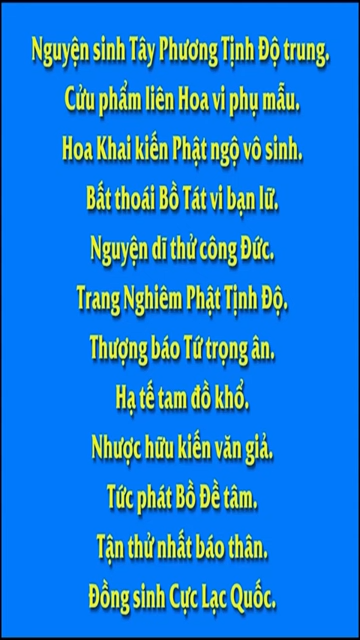 Nguyện sinh Tây Phương Tịnh Độ trung.
Cửu phẩm liên Hoa vi phụ mẫu.
Hoa Khai kiến Phật ngộ vô sinh.
Bất thoái Bồ Tát vi bạn lữ.
Nguyện dĩ thử công Đức.
Trang Nghiêm Phật Tịnh Độ.
Thượng báo Tứ trọng ân.
Hạ tế tam đồ khổ.
Nhược hữu kiến văn giả.
Tức phát Bồ Đề tâm.
Tận thử nhất báo thân.
Đồng sinh Cực Lạc Quốc.